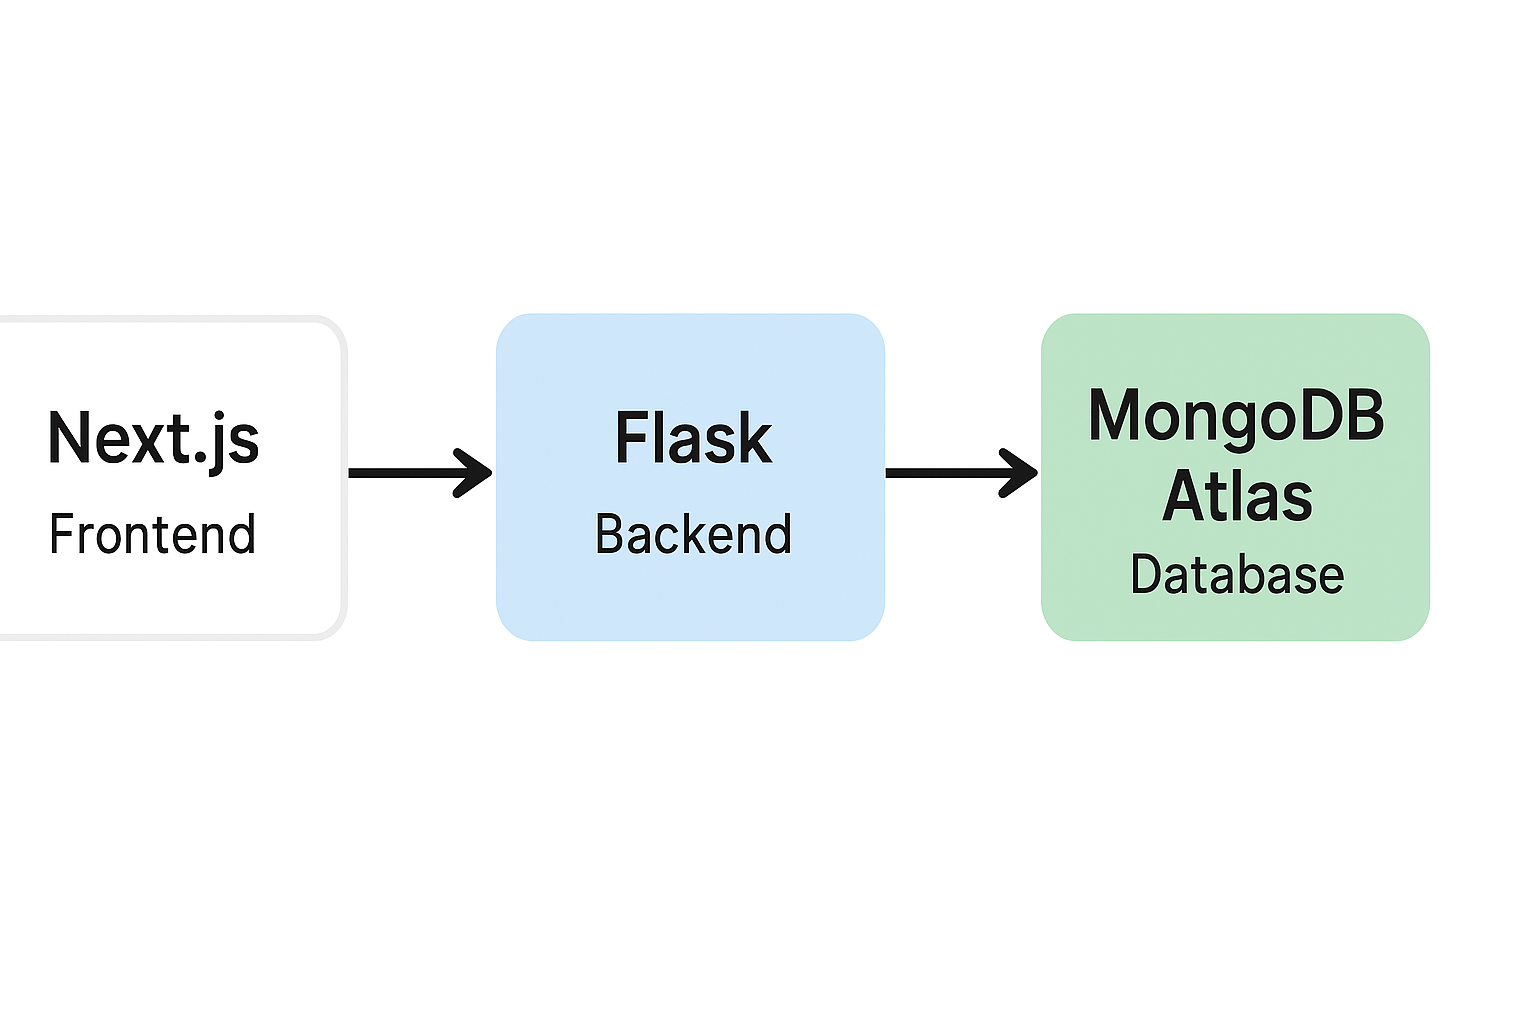 Next.js
Frontend
Flask
Backend
MongoDB
Atlas
Database